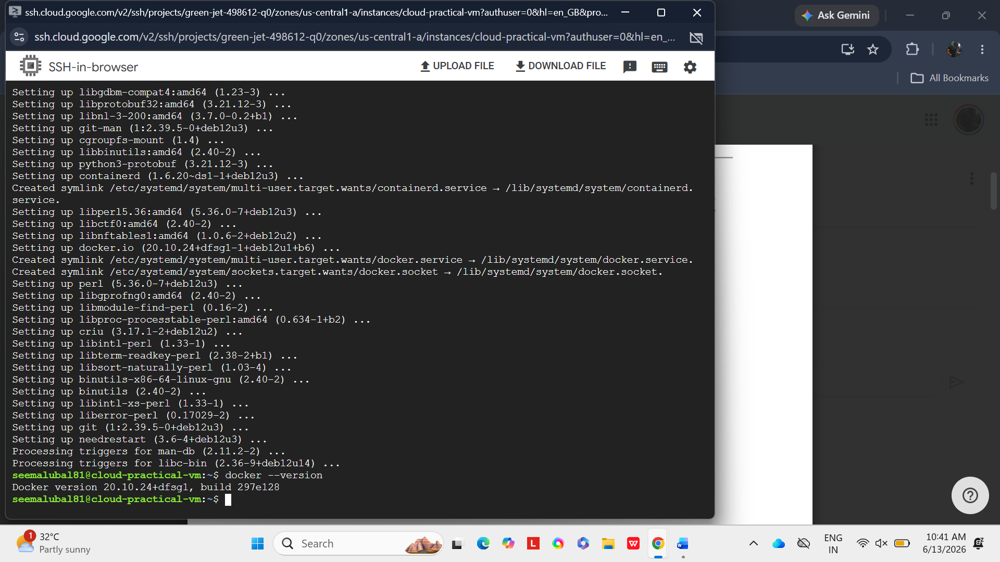 ssh.cloud.google.com/v2/ssh/projects/green-jet-498612-q0/zones/us-central1-a/instances/cloud-practical-vm?authuser=0&hl=en_GB&pro...
Ask Gemini
ssh.cloud.google.com/v2/ssh/projects/green-jet-498612-q0/zones/us-central1-a/instances/cloud-practical-vm?authuser=0&hl=en_...
SSH-in-browser
UPLOAD FILE
DOWNLOAD FILE
All Bookmarks
Setting up libgdbm-compat4:amd64 (1.23-3) ...
Setting up libprotobuf32:amd64 (3.21.12-3) ...
Setting up libnl-3-200:amd64 (3.7.0-0.2+b1) ...
Setting up git-man (1:2.39.5-0+deb12u3) ...
Setting up cgroupfs-mount (1.4) ...
Setting up libbinutils:amd64 (2.40-2) ...
Setting up python3-protobuf (3.21.12-3) ...
Setting up containerd (1.6.20~ds1-1+deb12u3) ...
Created symlink /etc/systemd/system/multi-user.target.wants/containerd.service → /lib/systemd/system/containerd.
service.
Setting up libperl5.36:amd64 (5.36.0-7+deb12u3) ...
Setting up libctf0:amd64 (2.40-2) ...
Setting up libnftables1:amd64 (1.0.6-2+deb12u2) ...
Setting up docker.io (20.10.24+dfsg1-1+deb12u1+b6) ...
Created symlink /etc/systemd/system/multi-user.target.wants/docker.service → /lib/systemd/system/docker.service.
Created symlink /etc/systemd/system/sockets.target.wants/docker.socket → /lib/systemd/system/docker.socket.
Setting up perl (5.36.0-7+deb12u3) ...
Setting up libgprofng0:amd64 (2.40-2) ...
Setting up libmodule-find-perl (0.16-2) ...
Setting up libproc-processtable-perl:amd64 (0.634-1+b2) ...
Setting up criu (3.17.1-2+deb12u2) ...
Setting up libintl-perl (1.33-1) ...
Setting up libterm-readkey-perl (2.38-2+b1) ...
Setting up libsort-naturally-perl (1.03-4) ...
Setting up binutils-x86-64-linux-gnu (2.40-2) ...
Setting up binutils (2.40-2) ...
Setting up libintl-xs-perl (1.33-1) ...
Setting up liberror-perl (0.17029-2) ...
Setting up git (1:2.39.5-0+deb12u3) ...
Setting up needrestart (3.6-4+deb12u3) ...
Processing triggers for man-db (2.11.2-2) ...
Processing triggers for libc-bin (2.36-9+deb12u14) ...
seemalubal81@cloud-practical-vm:~$ docker --version
Docker version 20.10.24+dfsg1, build 297e128
seemalubal81@cloud-practical-vm:~$
1
32°C
Partly sunny
Search
ENG
IN
10:41 AM
6/13/2026